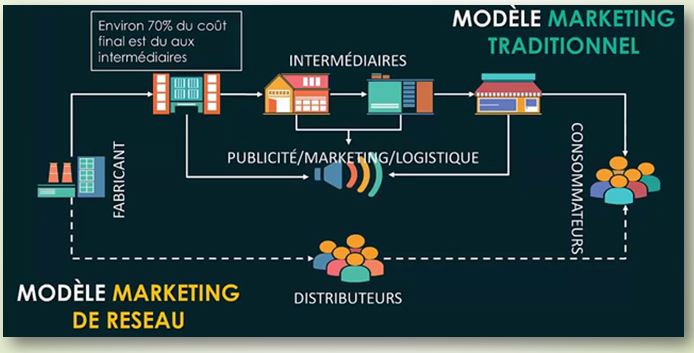 Environ 70% du coût
final est du aux
intermédiaires
MODÈLE MARKETING
TRADITIONNEL
INTERMÉDIAIRES
PUBLICITÉ/MARKETING/LOGISTIQUE
FABRICANT
CONSOMMATEURS
MODÈLE MARKETING
DE RESEAU
DISTRIBUTEURS